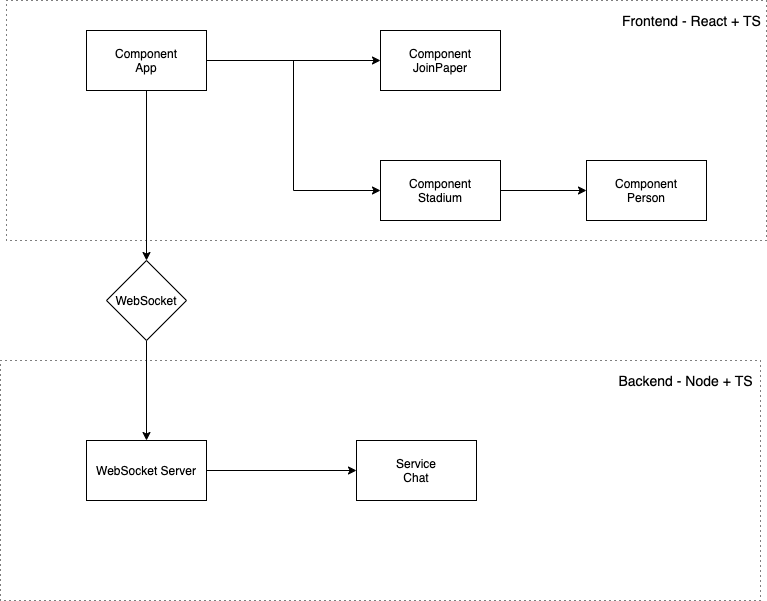 Frontend - React + TS
Component
App
Component
JoinPaper
Component
Stadium
Component
Person
WebSocket
Backend - Node + TS
WebSocket Server
Service
Chat